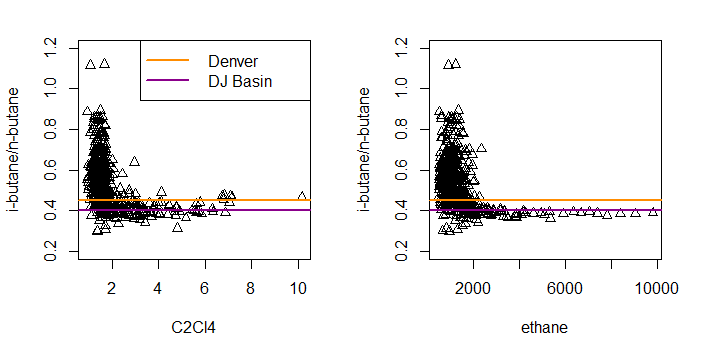 i-butane/n-butane
1.2
1.0
0.8
0.6
0.4
0.2
Denver
DJ Basin
2 4 6 8 10
C2Cl4
i-butane/n-butane
1.2
1.0
0.8
0.6
0.4
0.2
2000 6000 10000
ethane